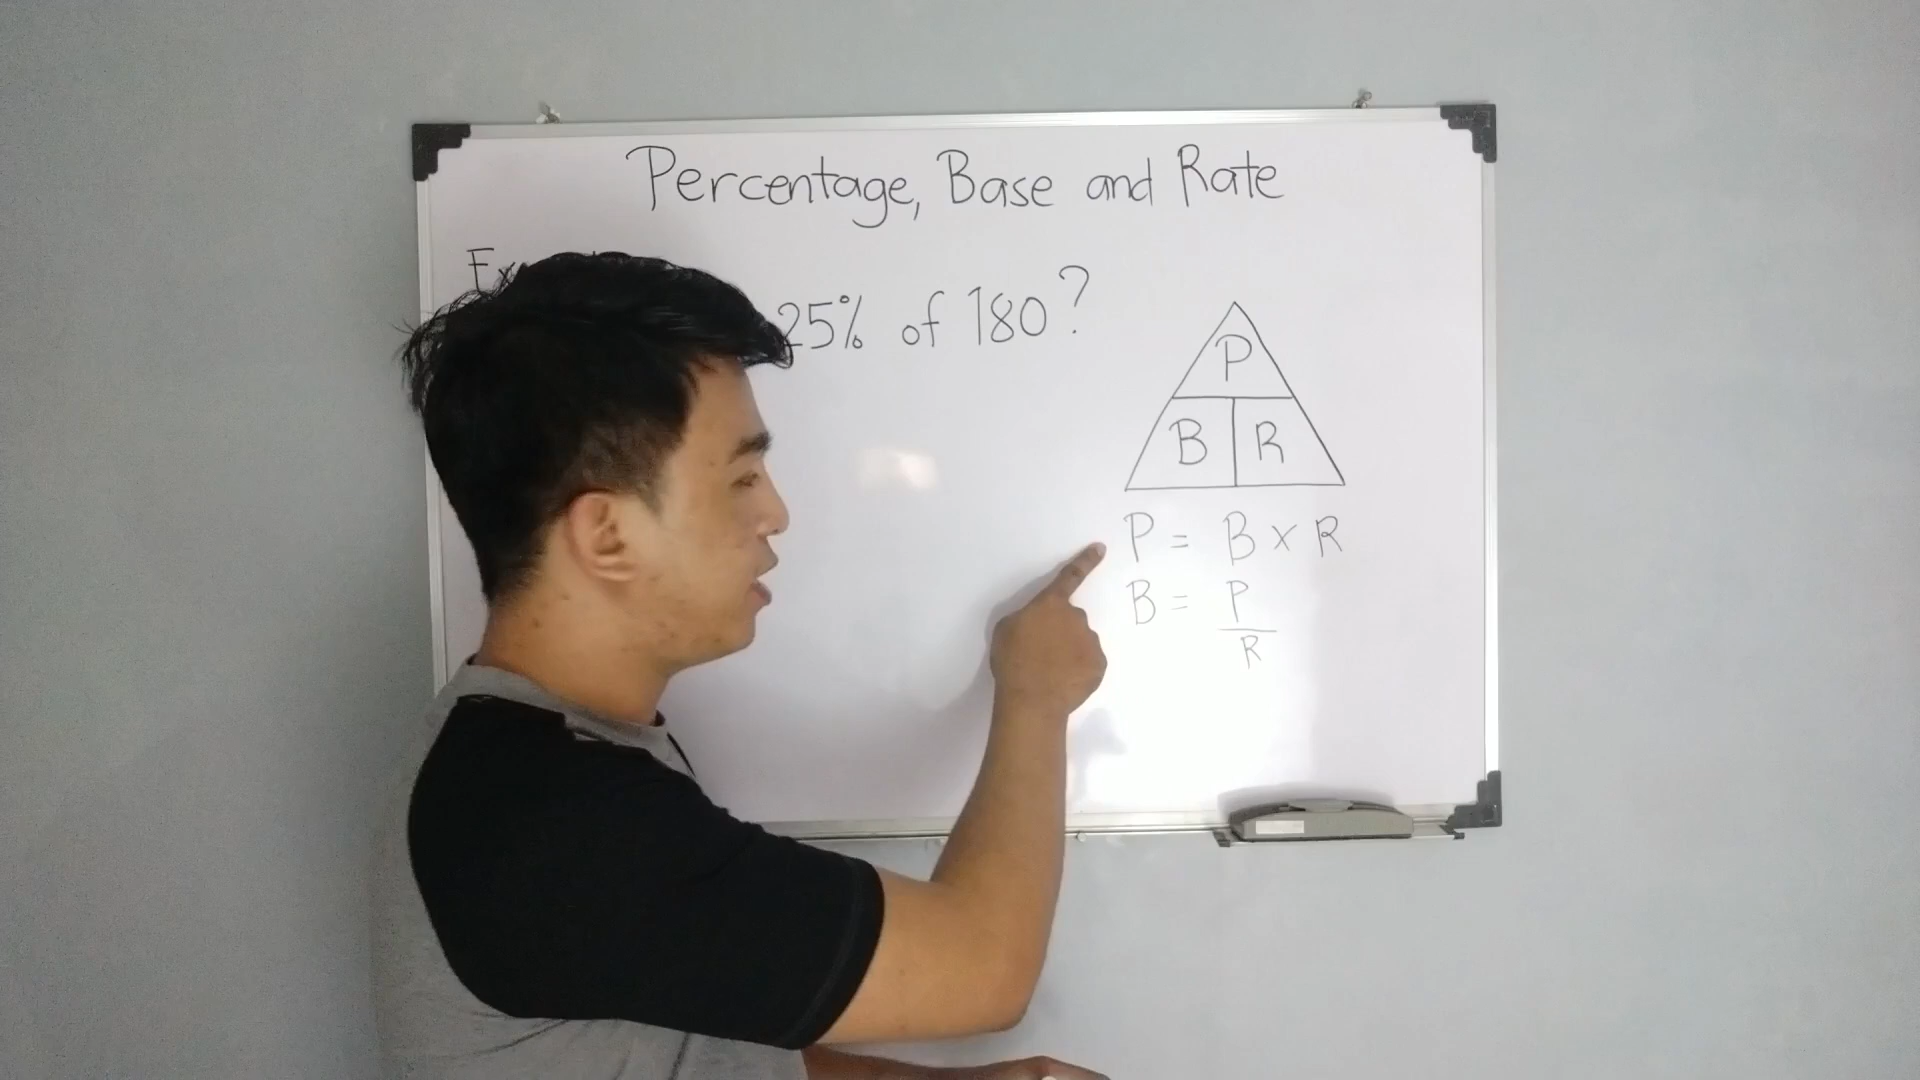 Percentage, Base and Rate
25% of 180?
P
B R
P = B x R
B = P
R